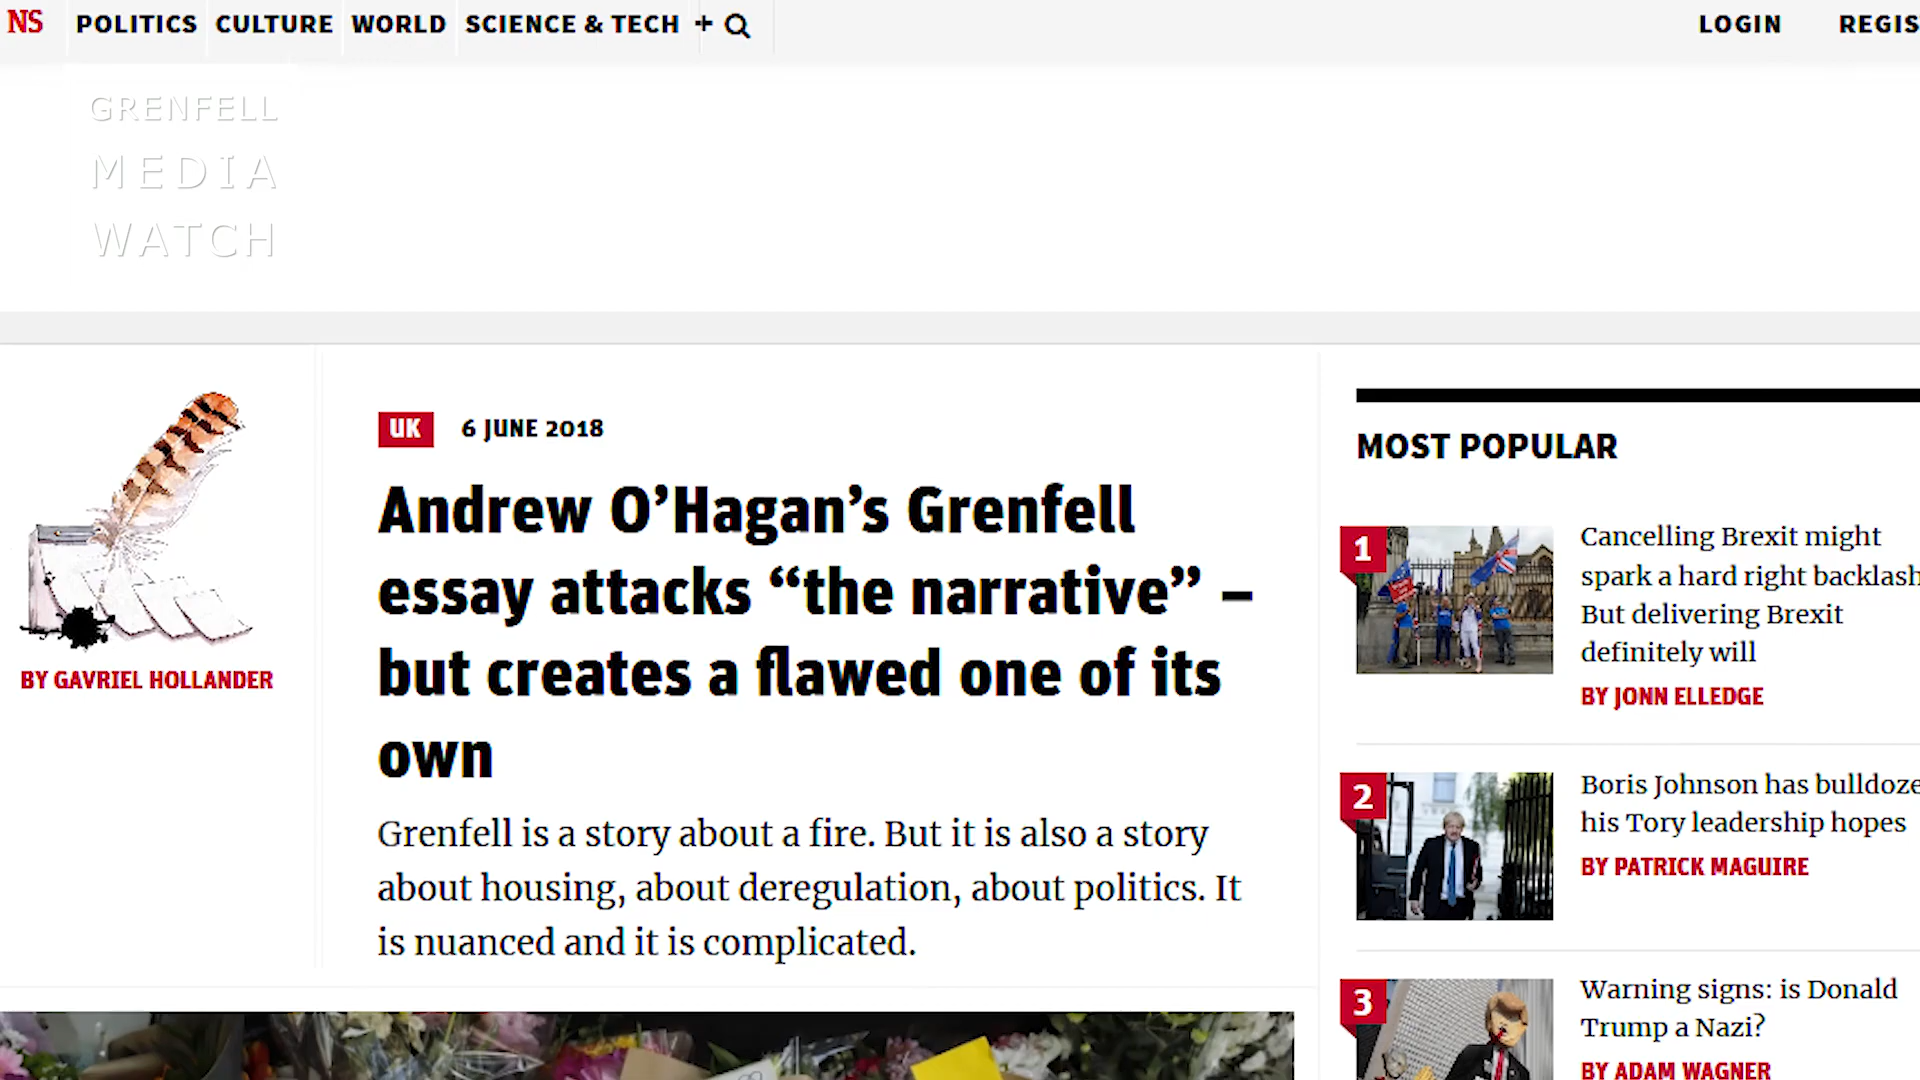 NS POLITICS CULTURE WORLD SCIENCE & TECH + LOGIN REGIS
GRENFELL
MEDIA
WATCH
BY GAVRIEL HOLLANDER
UK 6 JUNE 2018
Andrew O’Hagan’s Grenfell
essay attacks “the narrative” –
but creates a flawed one of its
own
Grenfell is a story about a fire. But it is also a story
about housing, about deregulation, about politics. It
is nuanced and it is complicated.
MOST POPULAR
1
Cancelling Brexit might
spark a hard right backlash
But delivering Brexit
definitely will
BY JONN ELLEDGE
2
Boris Johnson has bulldoze
his Tory leadership hopes
BY PATRICK MAGUIRE
3
Warning signs: is Donald
Trump a Nazi?
BY ADAM WAGNER